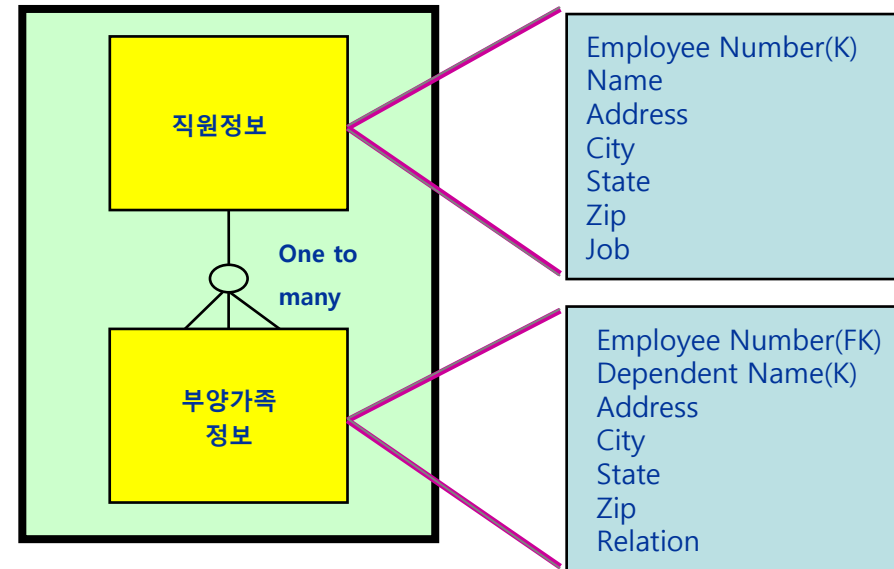 직원정보
One to
many
부양가족
정보
Employee Number(K)
Name
Address
City
State
Zip
Job
Employee Number(FK)
Dependent Name(K)
Address
City
State
Zip
Relation